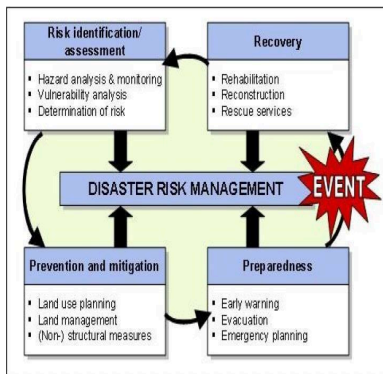 Risk identification/
assessment
• Hazard analysis & monitoring
• Vulnerability analysis
• Determination of risk
Recovery
• Rehabilitation
• Reconstruction
• Rescue services
DISASTER RISK MANAGEMENT
EVENT
Prevention and mitigation
• Land use planning
• Land management
• (Non-) structural measures
Preparedness
• Early warning
• Evacuation
• Emergency planning